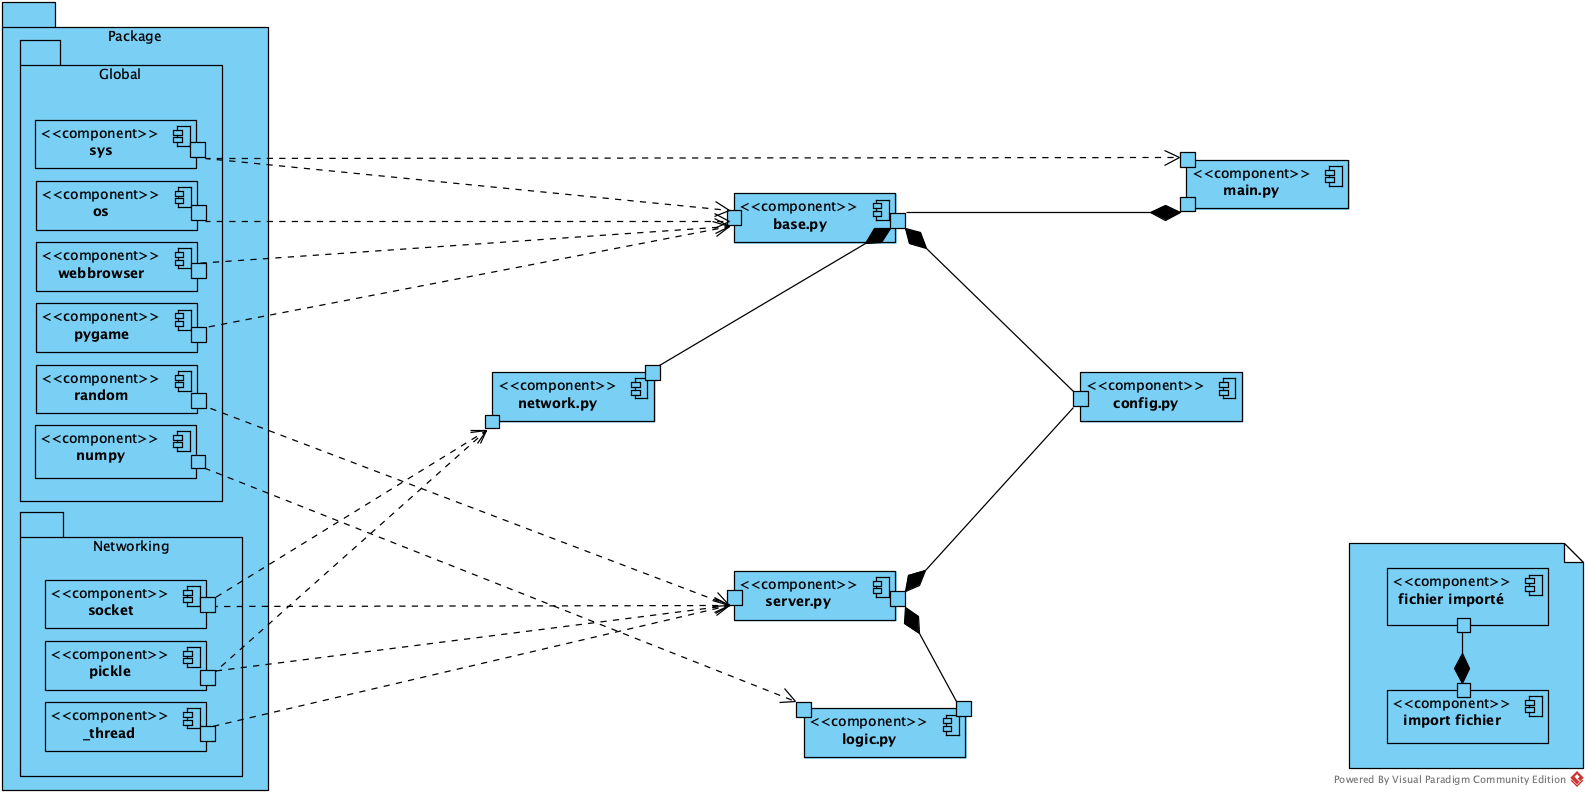 Package
Global
<<component>>
sys
<<component>>
os
<<component>>
webbrowser
<<component>>
pygame
<<component>>
random
<<component>>
numpy
Networking
<<component>>
socket
<<component>>
pickle
<<component>>
_thread
<<component>>
main.py
<<component>>
base.py
<<component>>
network.py
<<component>>
config.py
<<component>>
server.py
<<component>>
logic.py
<<component>>
fichier importé
<<component>>
import fichier
Powered By Visual Paradigm Community Edition